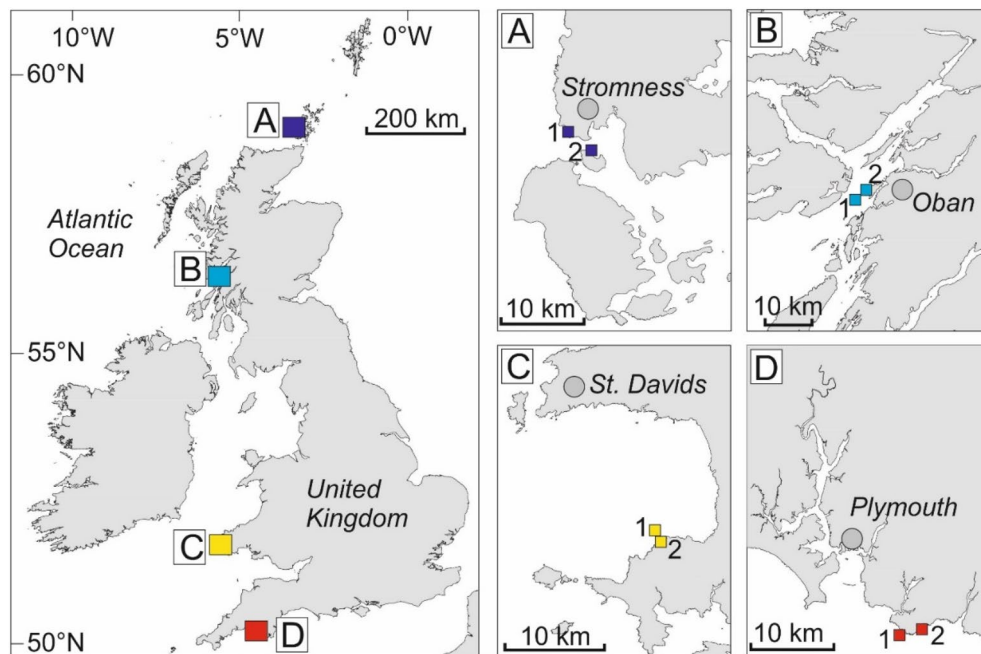 10°W 5°W 0°W
60°N
A
200 km
Atlantic
Ocean
B
55°N
United
Kingdom
C
D
50°N
A
Stromness
1
2
10 km
B
2
1
Oban
10 km
C
St. Davids
1
2
10 km
D
Plymouth
10 km
1
2